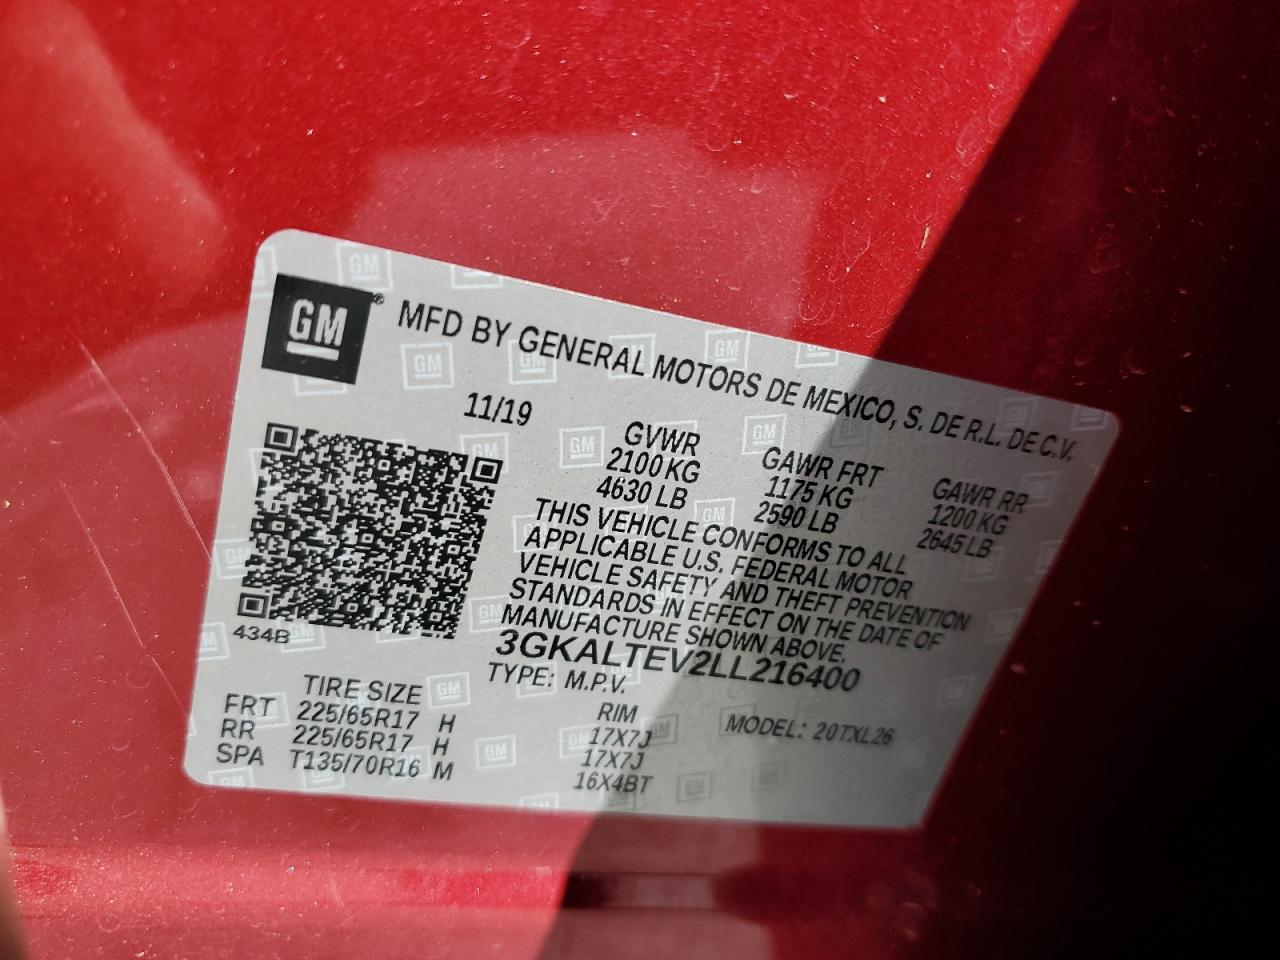 GM® MFD BY GENERAL MOTORS DE MEXICO, S. DE R.L. DE C.V.
11/19
GVWR GAWR FRT GAWR RR
2100 KG 1175 KG 1200 KG
4630 LB 2590 LB 2645 LB
THIS VEHICLE CONFORMS TO ALL
APPLICABLE U.S. FEDERAL MOTOR
VEHICLE SAFETY AND THEFT PREVENTION
STANDARDS IN EFFECT ON THE DATE OF
MANUFACTURE SHOWN ABOVE.
434B
3GKALTEV2LL216400
TYPE: M.P.V. MODEL: 20TXL26
TIRE SIZE RIM
FRT 225/65R17 H 17X7J
RR 225/65R17 H 17X7J
SPA T135/70R16 M 16X4BT